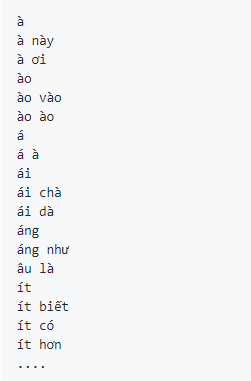 à
à này
à ơi
ào
ào vào
ào ào
á
á à
ái
ái chà
ái dà
áng
áng như
âu là
ít
ít biết
ít có
ít hơn
....